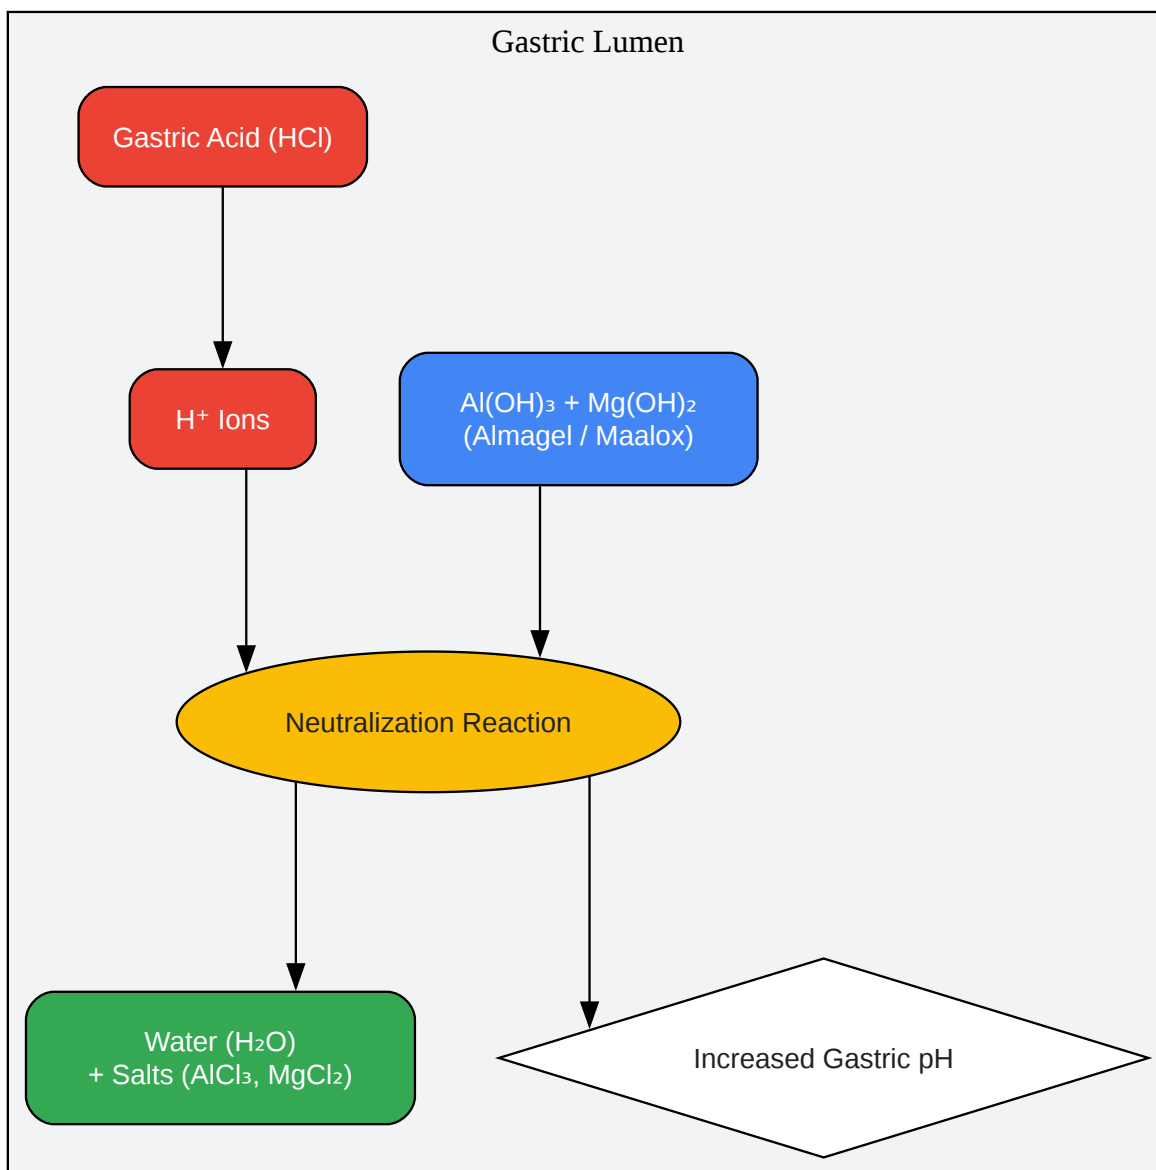 Gastric Lumen
Gastric Acid (HCl)
H⁺ Ions
Al(OH)₃ + Mg(OH)₂
(Almagel / Maalox)
Neutralization Reaction
Water (H₂O)
+ Salts (AlCl₃, MgCl₂)
Increased Gastric pH